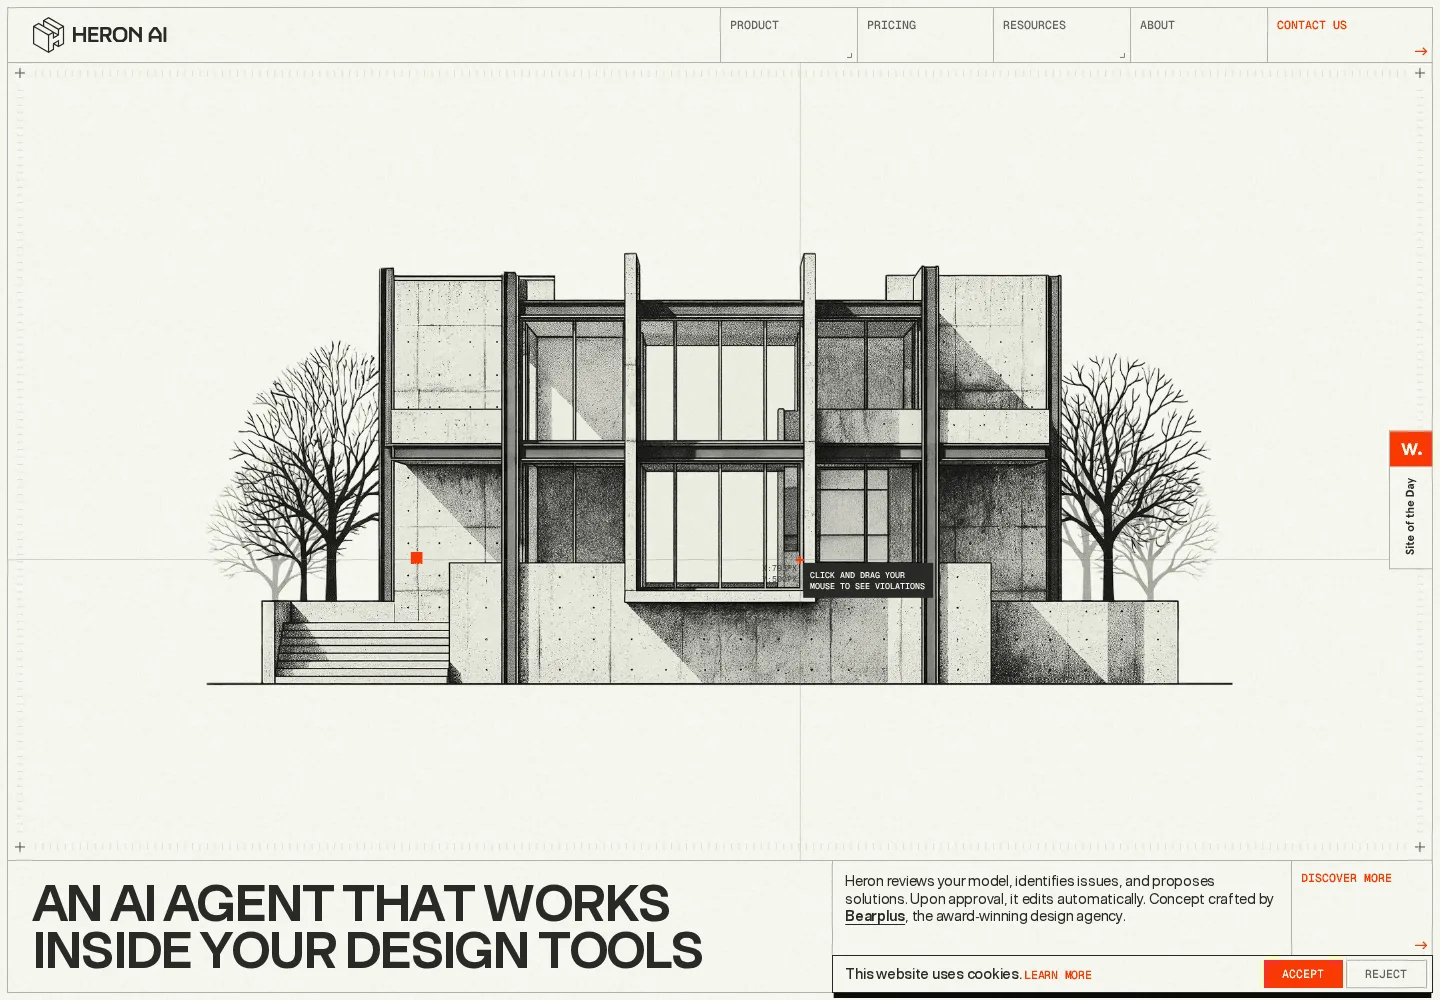 HERON AI
PRODUCT
PRICING
RESOURCES
ABOUT
CONTACT US
W.
Site of the Day
CLICK AND DRAG YOUR
MOUSE TO SEE VIOLATIONS
AN AI AGENT THAT WORKS
INSIDE YOUR DESIGN TOOLS
Heron reviews your model, identifies issues, and proposes
solutions. Upon approval, it edits automatically. Concept crafted by
Bearplus, the award-winning design agency.
DISCOVER MORE
This website uses cookies. LEARN MORE
ACCEPT
REJECT